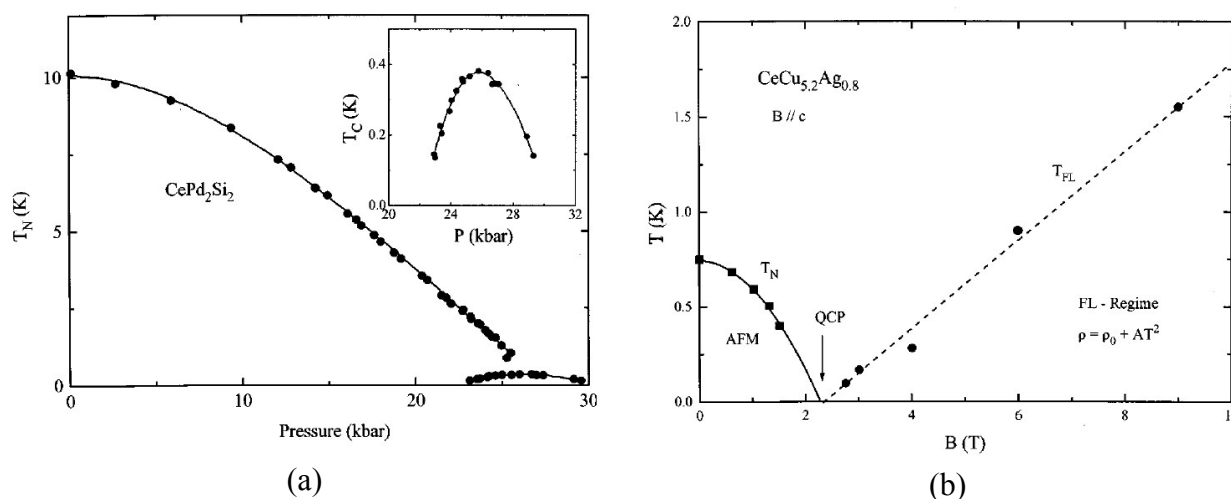 10
5
0
T_N (K)
CePd₂Si₂
0 10 20 30
Pressure (kbar)
0.4
0.2
0.0
T_C (K)
20 24 28 32
P (kbar)
(a)
2.0
1.5
1.0
0.5
0.0
T (K)
CeCu₅.₂Ag₀.₈
B // c
T_FL
T_N
QCP
AFM
FL - Regime
ρ = ρ₀ + AT²
0 2 4 6 8 10
B (T)
(b)